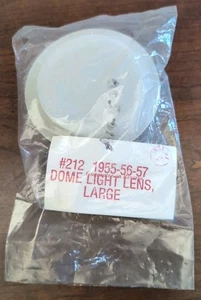 #212 1955-56-57
DOME LIGHT LENS,
LARGE